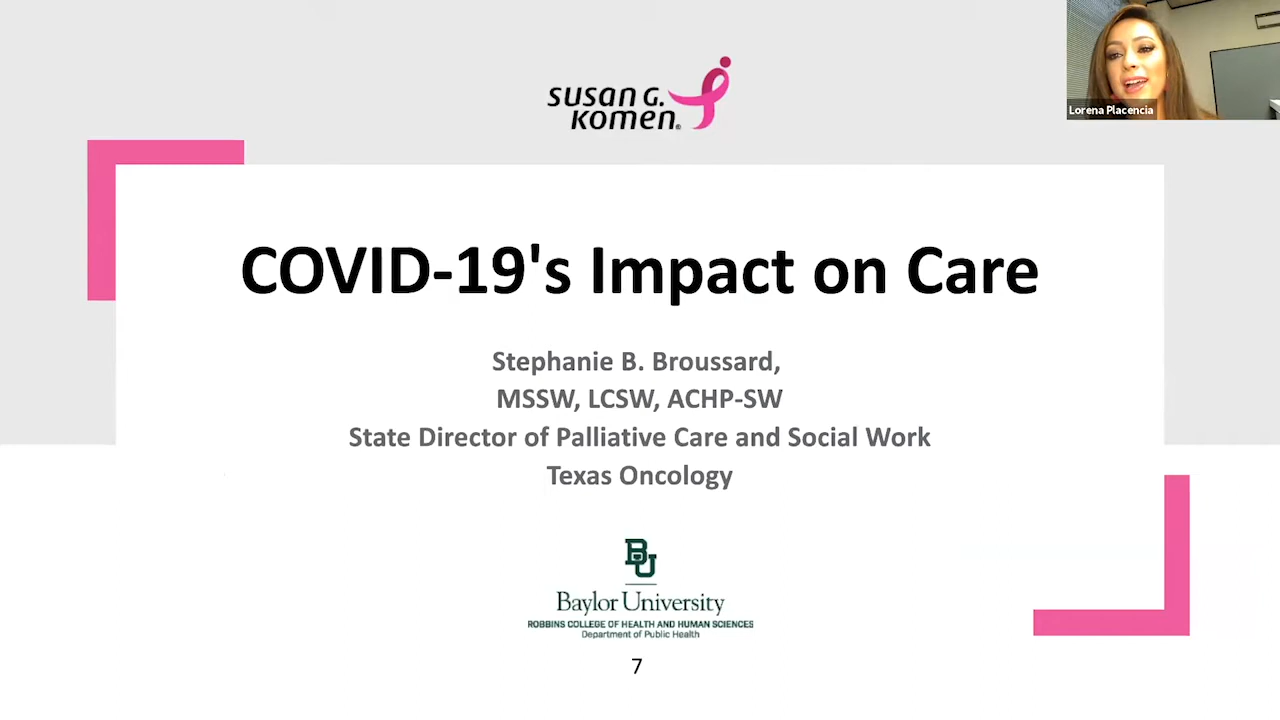 susan G.
komen®
Lorena Placencia
COVID-19's Impact on Care
Stephanie B. Broussard,
MSSW, LCSW, ACHP-SW
State Director of Palliative Care and Social Work
Texas Oncology
BU
Baylor University
ROBBINS COLLEGE OF HEALTH AND HUMAN SCIENCES
Department of Public Health
7